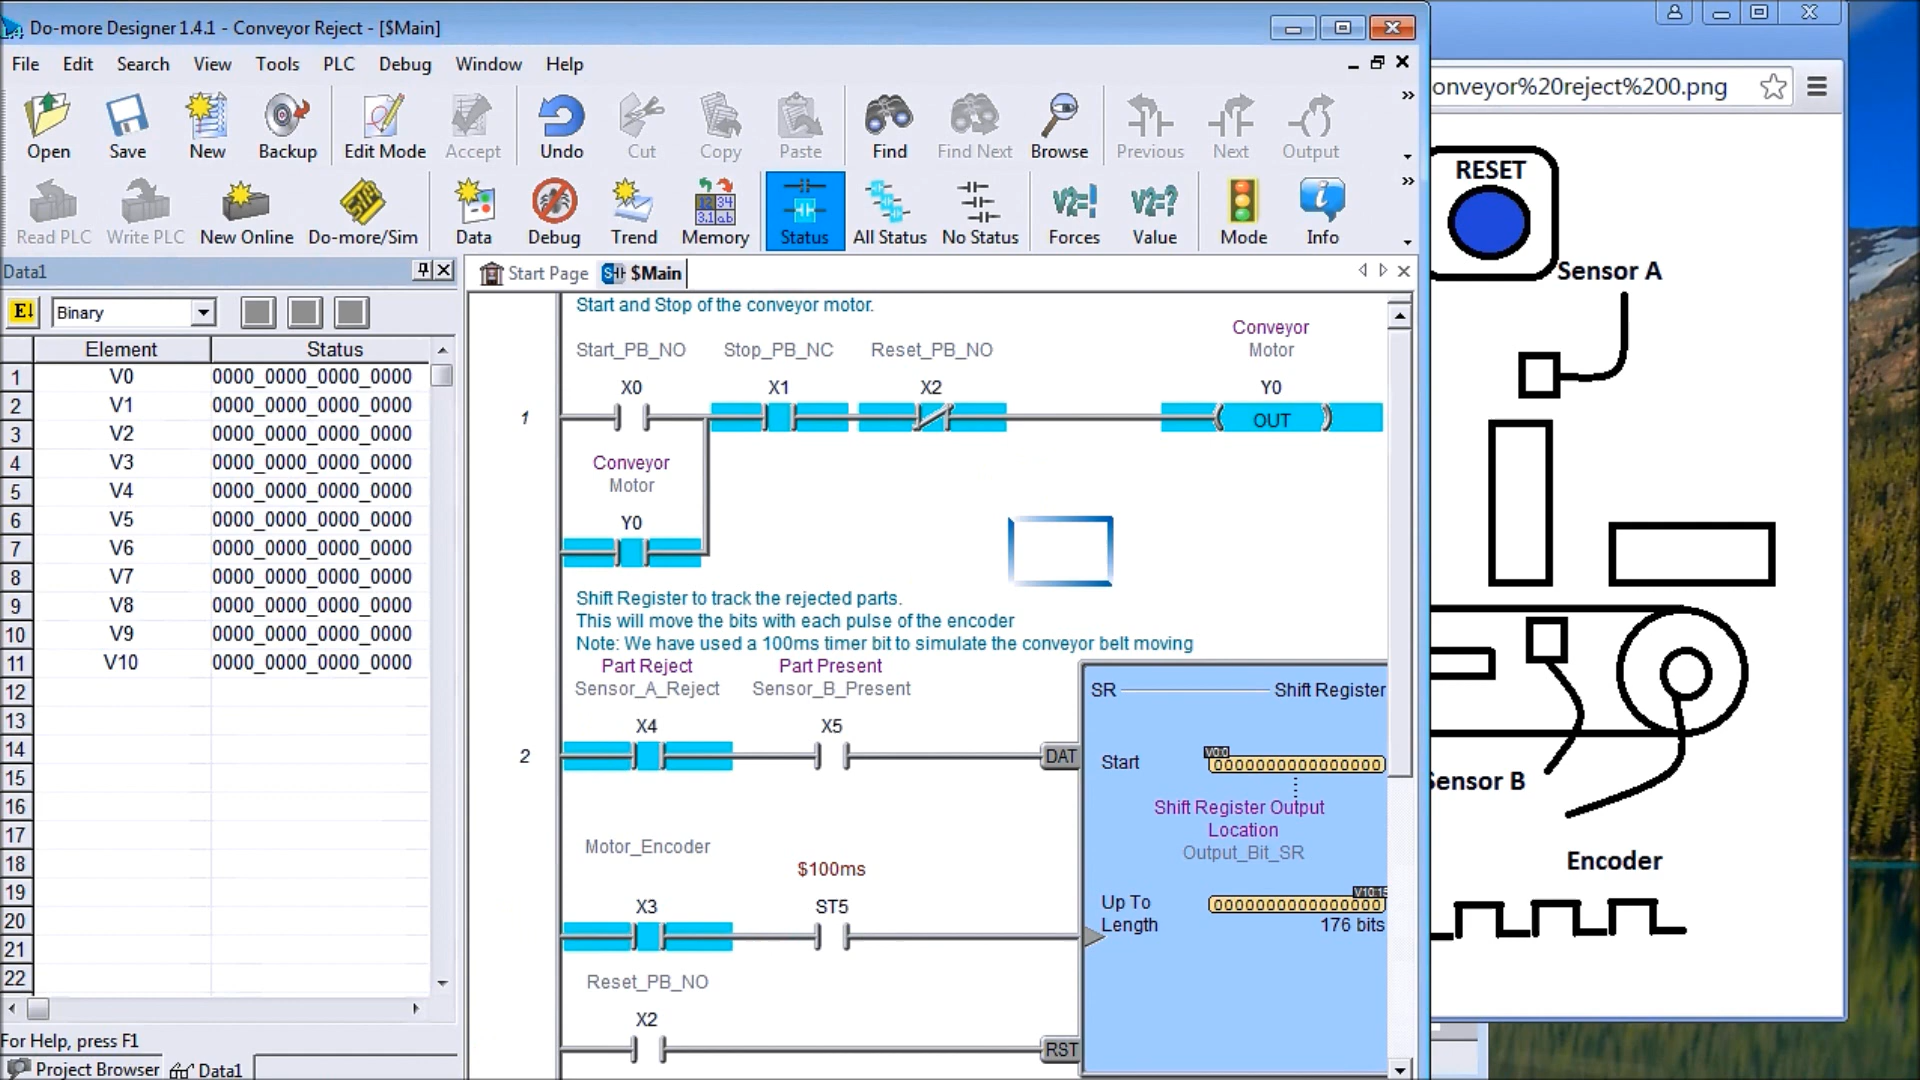 Do-more Designer 1.4.1 - Conveyor Reject - [$Main]
File Edit Search View Tools PLC Debug Window Help
Open Save New Backup Edit Mode Accept Undo Cut Copy Paste Find Find Next Browse Previous Next Output
Read PLC Write PLC New Online Do-more/Sim Data Debug Trend Memory Status All Status No Status Forces Value Mode Info
Data1
Start Page $Main
Binary
Element Status
1 V0 0000_0000_0000_0000
2 V1 0000_0000_0000_0000
3 V2 0000_0000_0000_0000
4 V3 0000_0000_0000_0000
5 V4 0000_0000_0000_0000
6 V5 0000_0000_0000_0000
7 V6 0000_0000_0000_0000
8 V7 0000_0000_0000_0000
9 V8 0000_0000_0000_0000
10 V9 0000_0000_0000_0000
11 V10 0000_0000_0000_0000
12
13
14
15
16
17
18
19
20
21
22
For Help, press F1
Project Browser Data1
Start and Stop of the conveyor motor.
Conveyor
Start_PB_NO Stop_PB_NC Reset_PB_NO Motor
X0 X1 X2 Y0
1 OUT
Conveyor
Motor
Y0
Shift Register to track the rejected parts.
This will move the bits with each pulse of the encoder
Note: We have used a 100ms timer bit to simulate the conveyor belt moving
Part Reject Part Present
Sensor_A_Reject Sensor_B_Present
X4 X5
2 DAT
SR Shift Register
V0:0
Start 0000000000000000
Shift Register Output
Location
Output_Bit_SR
V10:15
Up To 0000000000000000
Length 176 bits
Motor_Encoder
$100ms
X3 ST5
Reset_PB_NO
X2
RST
onveyor%20reject%200.png
RESET
Sensor A
Sensor B
Encoder